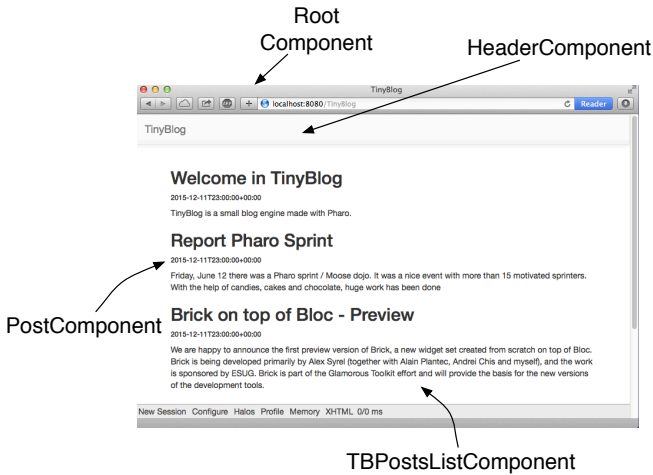 Root
Component
HeaderComponent
TinyBlog
localhost:8080/TinyBlog
Reader
TinyBlog
Welcome in TinyBlog
2015-12-11T23:00:00+00:00
TinyBlog is a small blog engine made with Pharo.
Report Pharo Sprint
2015-12-11T23:00:00+00:00
Friday, June 12 there was a Pharo sprint / Moose dojo. It was a nice event with more than 15 motivated sprinters.
With the help of candies, cakes and chocolate, huge work has been done
PostComponent
Brick on top of Bloc - Preview
2015-12-11T23:00:00+00:00
We are happy to announce the first preview version of Brick, a new widget set created from scratch on top of Bloc.
Brick is being developed primarily by Alex Syrel (together with Alain Plantec, Andrei Chis and myself), and the work
is sponsored by ESUG. Brick is part of the Glamorous Toolkit effort and will provide the basis for the new versions
of the development tools.
New Session Configure Halos Profile Memory XHTML 0/0 ms
TBPostsListComponent